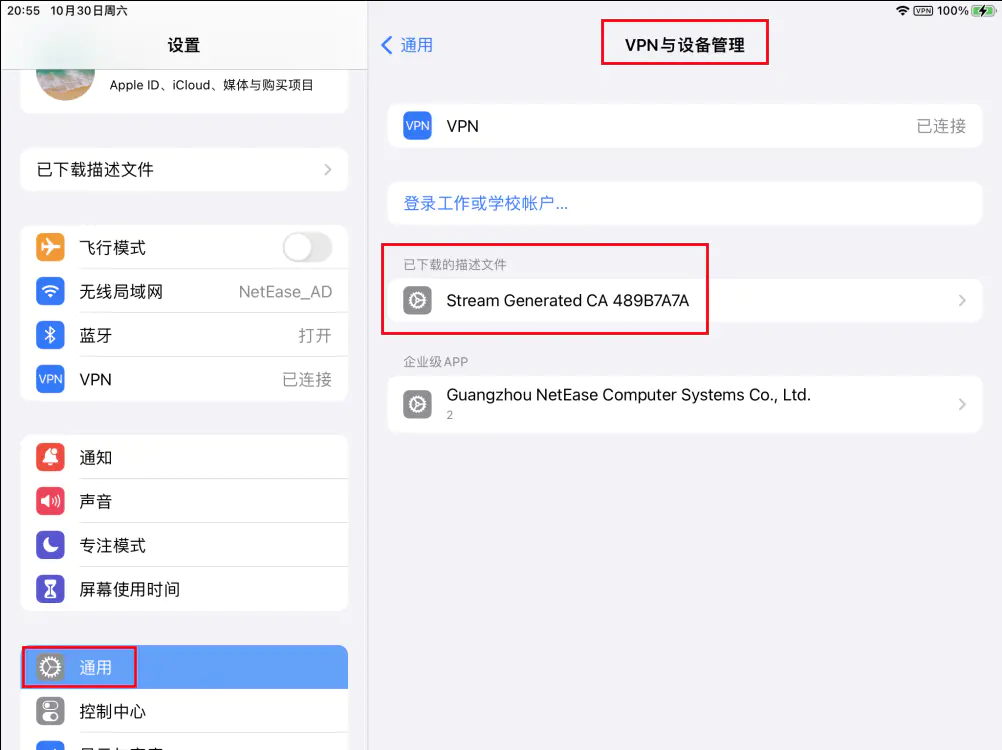 20:55 10月30日周六
VPN 100%
设置
Apple ID、iCloud、媒体与购买项目
已下载描述文件
飞行模式
无线局域网 NetEase_AD
蓝牙 打开
VPN VPN 已连接
通知
声音
专注模式
屏幕使用时间
通用
控制中心
通用
VPN与设备管理
VPN VPN 已连接
登录工作或学校帐户...
已下载的描述文件
Stream Generated CA 489B7A7A
企业级APP
Guangzhou NetEase Computer Systems Co., Ltd.
2